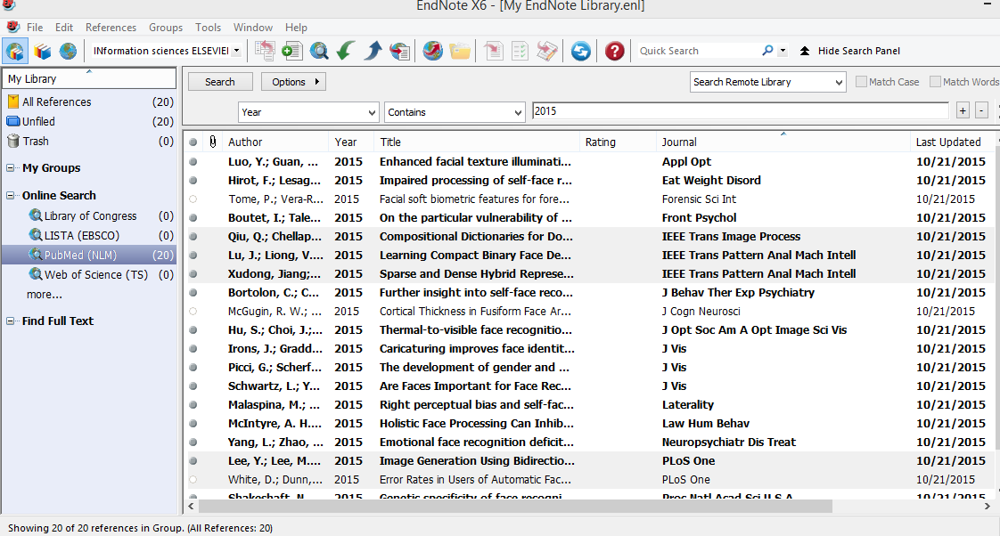 EndNote X6 - [My EndNote Library.enl]
File Edit References Groups Tools Window Help
INformation sciences ELSEVIEI Quick Search Hide Search Panel
My Library
All References (20)
Unfiled (20)
Trash (0)
My Groups
Online Search
Library of Congress (0)
LISTA (EBSCO) (0)
PubMed (NLM) (20)
Web of Science (TS) (0)
more...
Find Full Text
Search Options Search Remote Library Match Case Match Words
Year Contains 2015 + -
Author Year Title Rating Journal Last Updated
Luo, Y.; Guan, ... 2015 Enhanced facial texture illuminati... Appl Opt 10/21/2015
Hirot, F.; Lesag... 2015 Impaired processing of self-face r... Eat Weight Disord 10/21/2015
Tome, P.; Vera-R... 2015 Facial soft biometric features for fore... Forensic Sci Int 10/21/2015
Boutet, I.; Tale... 2015 On the particular vulnerability of ... Front Psychol 10/21/2015
Qiu, Q.; Chellap... 2015 Compositional Dictionaries for Do... IEEE Trans Image Process 10/21/2015
Lu, J.; Liong, V.... 2015 Learning Compact Binary Face De... IEEE Trans Pattern Anal Mach Intell 10/21/2015
Xudong, Jiang;... 2015 Sparse and Dense Hybrid Represe... IEEE Trans Pattern Anal Mach Intell 10/21/2015
Bortolon, C.; C... 2015 Further insight into self-face reco... J Behav Ther Exp Psychiatry 10/21/2015
McGugin, R. W.; ... 2015 Cortical Thickness in Fusiform Face Ar... J Cogn Neurosci 10/21/2015
Hu, S.; Choi, J.;... 2015 Thermal-to-visible face recognitio... J Opt Soc Am A Opt Image Sci Vis 10/21/2015
Irons, J.; Gradd... 2015 Caricaturing improves face identit... J Vis 10/21/2015
Picci, G.; Scherf... 2015 The development of gender and ... J Vis 10/21/2015
Schwartz, L.; Y... 2015 Are Faces Important for Face Rec... J Vis 10/21/2015
Malaspina, M.; ... 2015 Right perceptual bias and self-fac... Laterality 10/21/2015
McIntyre, A. H.... 2015 Holistic Face Processing Can Inhib... Law Hum Behav 10/21/2015
Yang, L.; Zhao, ... 2015 Emotional face recognition deficit... Neuropsychiatr Dis Treat 10/21/2015
Lee, Y.; Lee, M.... 2015 Image Generation Using Bidirectio... PLoS One 10/21/2015
White, D.; Dunn,... 2015 Error Rates in Users of Automatic Fac... PLoS One 10/21/2015
Shakeshaft, N. ... 2015 Genetic specificity of face recogni... Proc Natl Acad Sci U S A 10/21/2015
Showing 20 of 20 references in Group. (All References: 20)